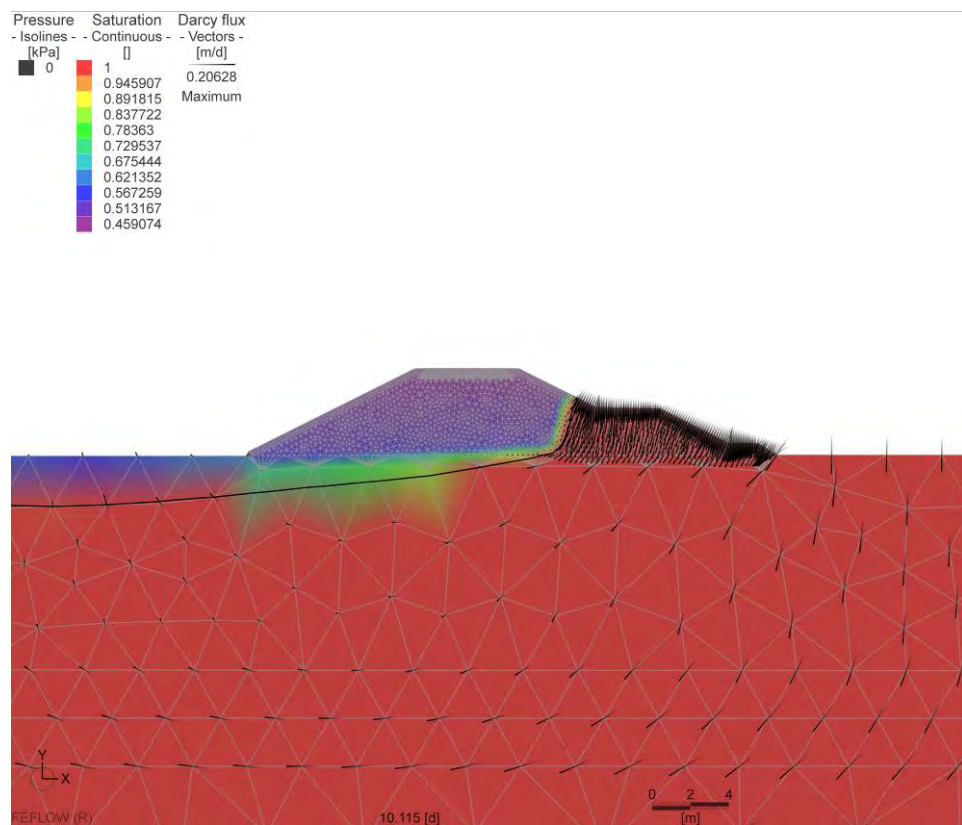 Pressure Saturation Darcy flux
- Isolines - - Continuous - - Vectors -
[kPa] [] [m/d]
0 1 0.20628
0.945907 Maximum
0.891815
0.837722
0.78363
0.729537
0.675444
0.621352
0.567259
0.513167
0.459074
Y
X
0 2 4
FEFLOW (R) 10.115 [d] [m]